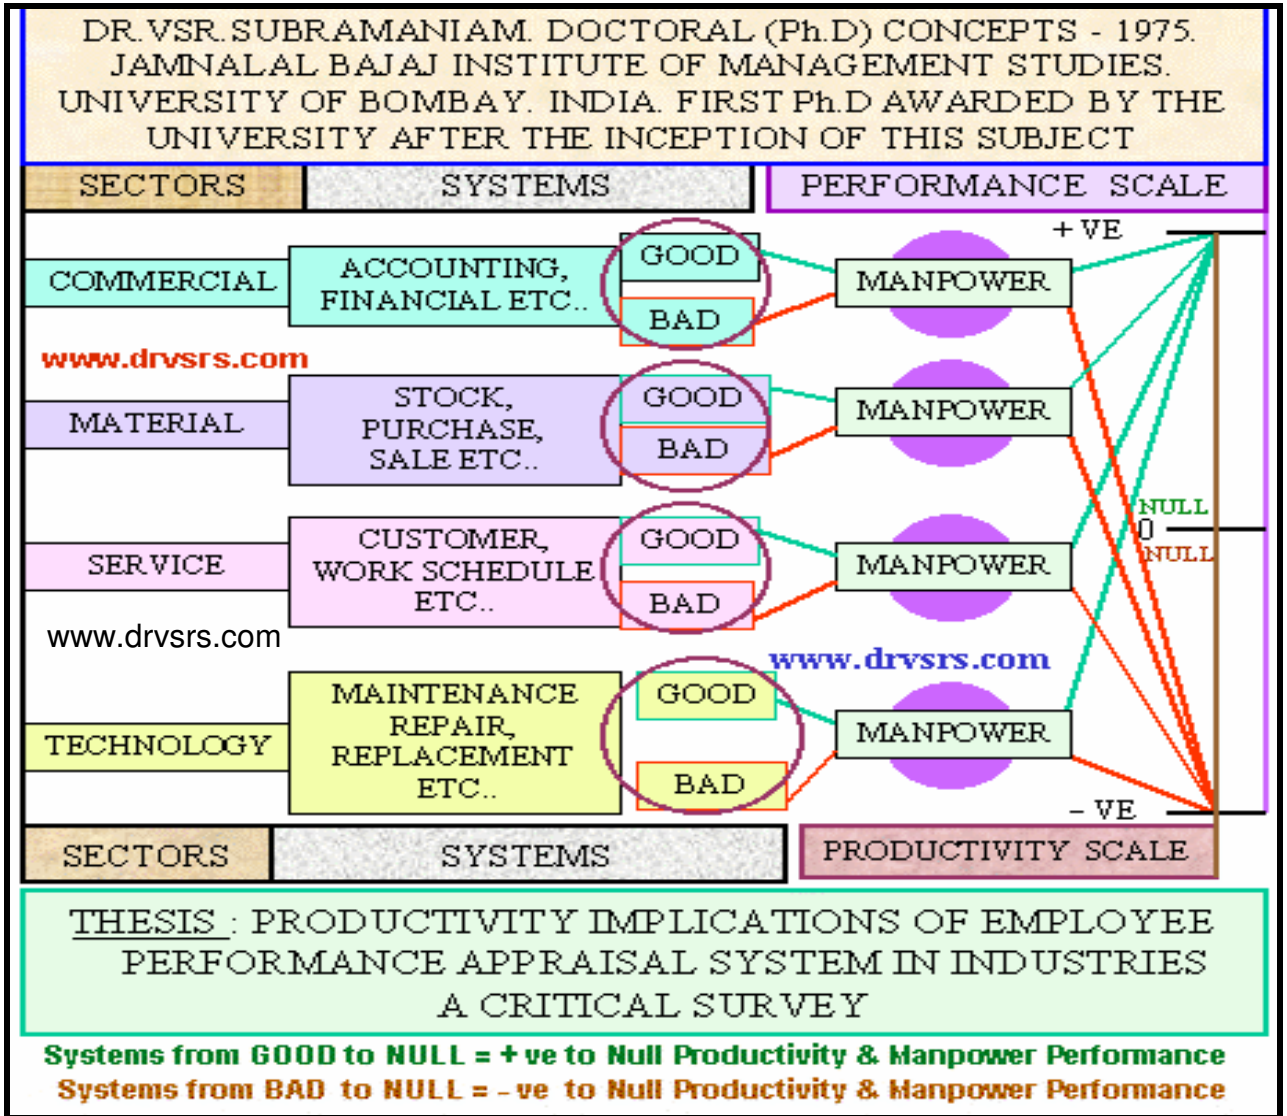 DR.VSR.SUBRAMANIAM. DOCTORAL (Ph.D) CONCEPTS - 1975.
JAMNALAL BAJAJ INSTITUTE OF MANAGEMENT STUDIES.
UNIVERSITY OF BOMBAY. INDIA. FIRST Ph.D AWARDED BY THE
UNIVERSITY AFTER THE INCEPTION OF THIS SUBJECT
SECTORS
SYSTEMS
PERFORMANCE SCALE
+ VE
COMMERCIAL
ACCOUNTING,
FINANCIAL ETC..
GOOD
BAD
MANPOWER
www.drvsrs.com
MATERIAL
STOCK,
PURCHASE,
SALE ETC..
GOOD
BAD
MANPOWER
NULL
0
NULL
SERVICE
CUSTOMER,
WORK SCHEDULE
ETC..
GOOD
BAD
MANPOWER
www.drvsrs.com
www.drvsrs.com
TECHNOLOGY
MAINTENANCE
REPAIR,
REPLACEMENT
ETC..
GOOD
BAD
MANPOWER
- VE
SECTORS
SYSTEMS
PRODUCTIVITY SCALE
THESIS : PRODUCTIVITY IMPLICATIONS OF EMPLOYEE
PERFORMANCE APPRAISAL SYSTEM IN INDUSTRIES
A CRITICAL SURVEY
Systems from GOOD to NULL = + ve to Null Productivity & Manpower Performance
Systems from BAD to NULL = - ve to Null Productivity & Manpower Performance